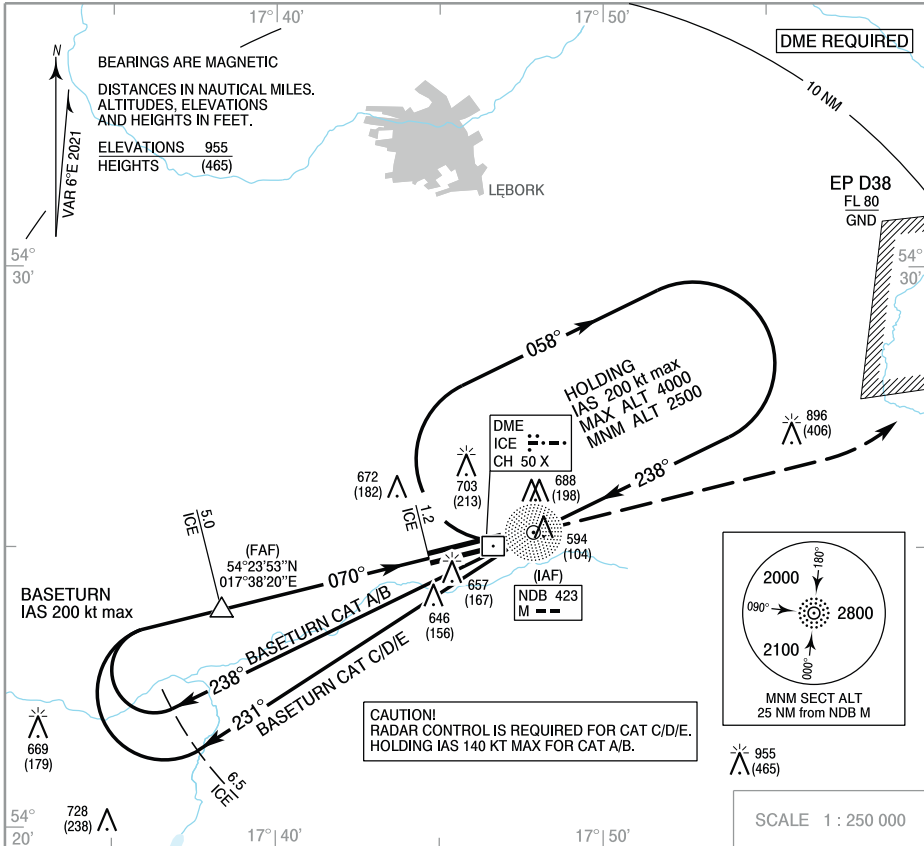 17°40'
17°50'
DME REQUIRED
N
VAR 6°E 2021
BEARINGS ARE MAGNETIC
DISTANCES IN NAUTICAL MILES.
ALTITUDES, ELEVATIONS
AND HEIGHTS IN FEET.
ELEVATIONS 955
HEIGHTS (465)
10 NM
LĘBORK
EP D38
FL 80
GND
54°
30'
54°
30'
058°
HOLDING
IAS 200 kt max
MAX ALT 4000
MNM ALT 2500
238°
DME
ICE
CH 50 X
896
(406)
672
(182)
703
(213)
688
(198)
594
(104)
657
(167)
646
(156)
1.2
ICE
5.0
ICE
(FAF)
54°23'53"N
017°38'20"E
070°
(IAF)
NDB 423
M
BASETURN
IAS 200 kt max
238° BASETURN CAT A/B
231° BASETURN CAT C/D/E
6.5
ICE
2000
180°
090°
2800
2100
000°
MNM SECT ALT
25 NM from NDB M
CAUTION!
RADAR CONTROL IS REQUIRED FOR CAT C/D/E.
HOLDING IAS 140 KT MAX FOR CAT A/B.
669
(179)
955
(465)
728
(238)
54°
20'
17°40'
17°50'
SCALE 1 : 250 000